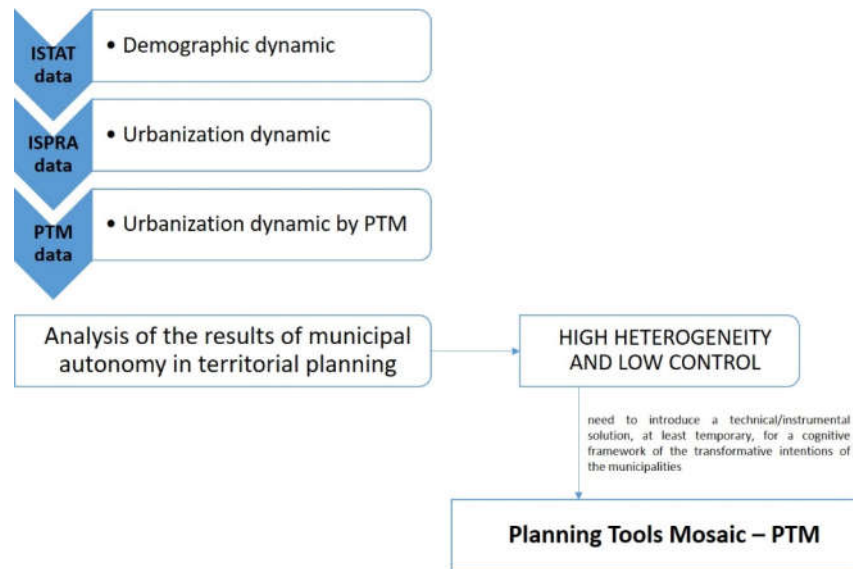 ISTAT
data
• Demographic dynamic
ISPRA
data
• Urbanization dynamic
PTM
data
• Urbanization dynamic by PTM
Analysis of the results of municipal
autonomy in territorial planning
HIGH HETEROGENEITY
AND LOW CONTROL
need to introduce a technical/instrumental
solution, at least temporary, for a cognitive
framework of the transformative intentions of
the municipalities
Planning Tools Mosaic – PTM